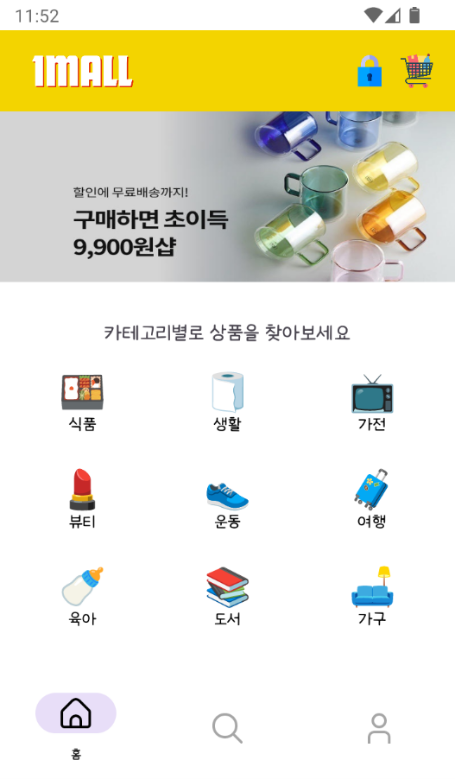 11:52
1MALL
할인에 무료배송까지!
구매하면 초이득
9,900원샵
카테고리별로 상품을 찾아보세요
식품 생활 가전
뷰티 운동 여행
육아 도서 가구
홈